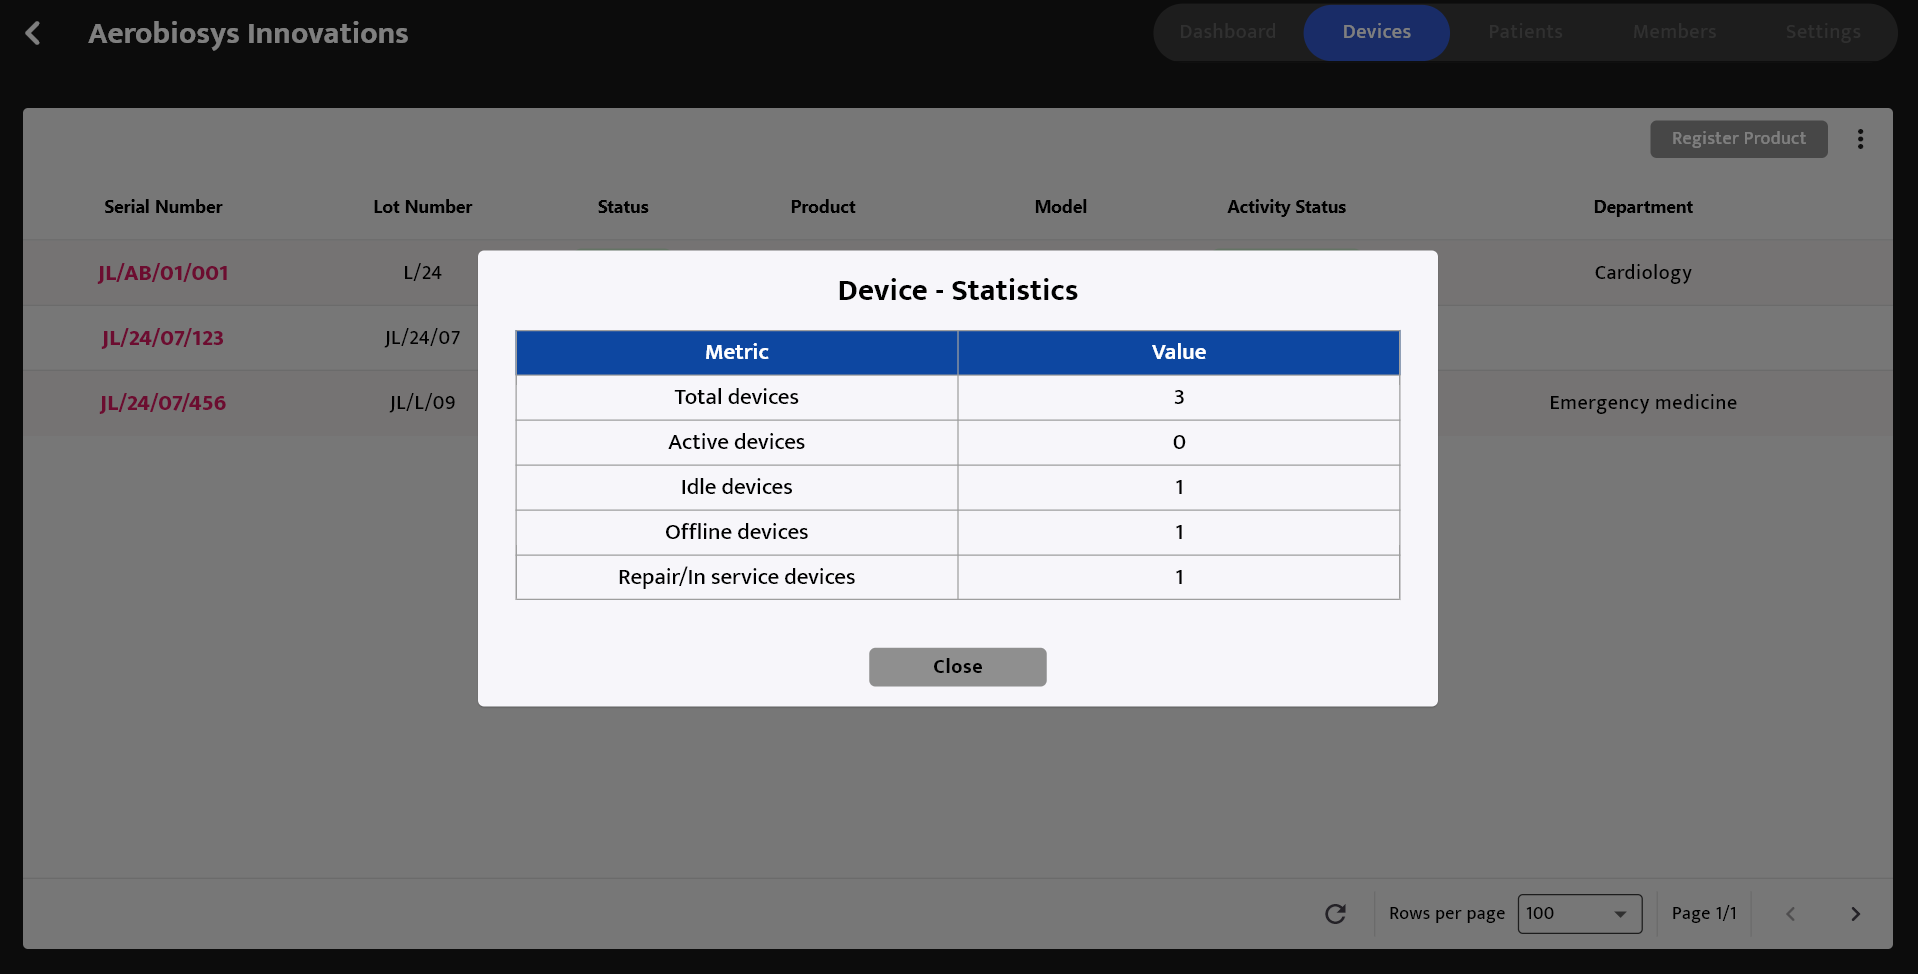 Aerobiosys Innovations
Dashboard Devices Patients Members Settings
Register Product
Serial Number Lot Number Status Product Model Activity Status Department
JL/AB/01/001 L/24 Cardiology
JL/24/07/123 JL/24/07
JL/24/07/456 JL/L/09 Emergency medicine
Device - Statistics
Metric Value
Total devices 3
Active devices 0
Idle devices 1
Offline devices 1
Repair/In service devices 1
Close
Rows per page 100 Page 1/1